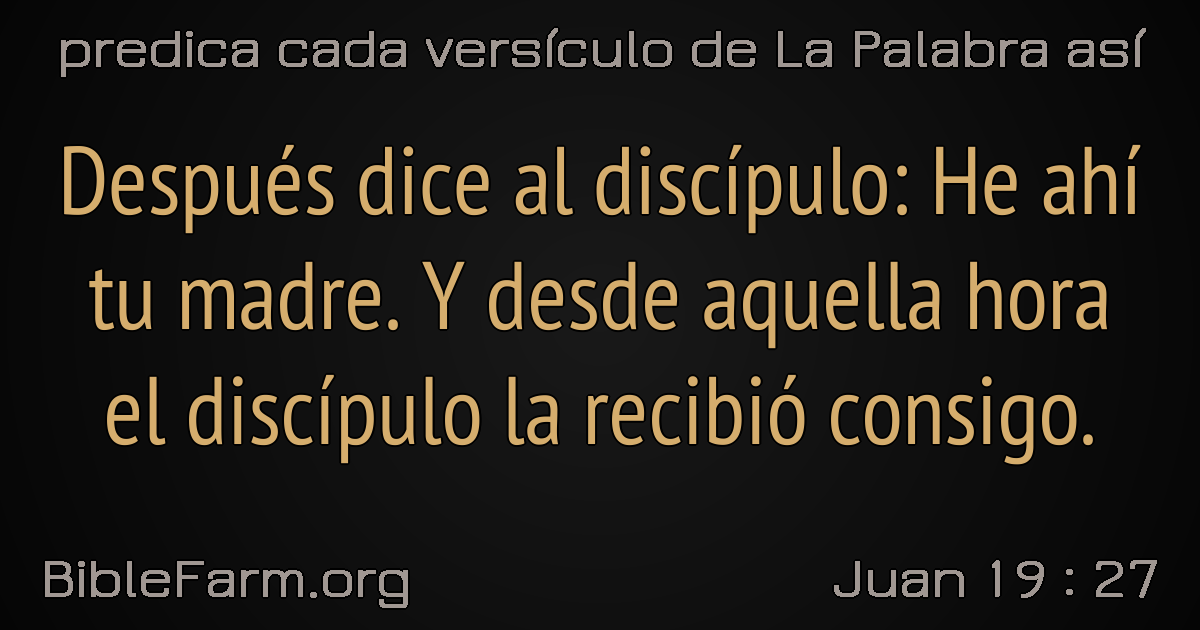 predica cada versículo de La Palabra así
Después dice al discípulo: He ahí
tu madre. Y desde aquella hora
el discípulo la recibió consigo.
BibleFarm.org
Juan 19 : 27